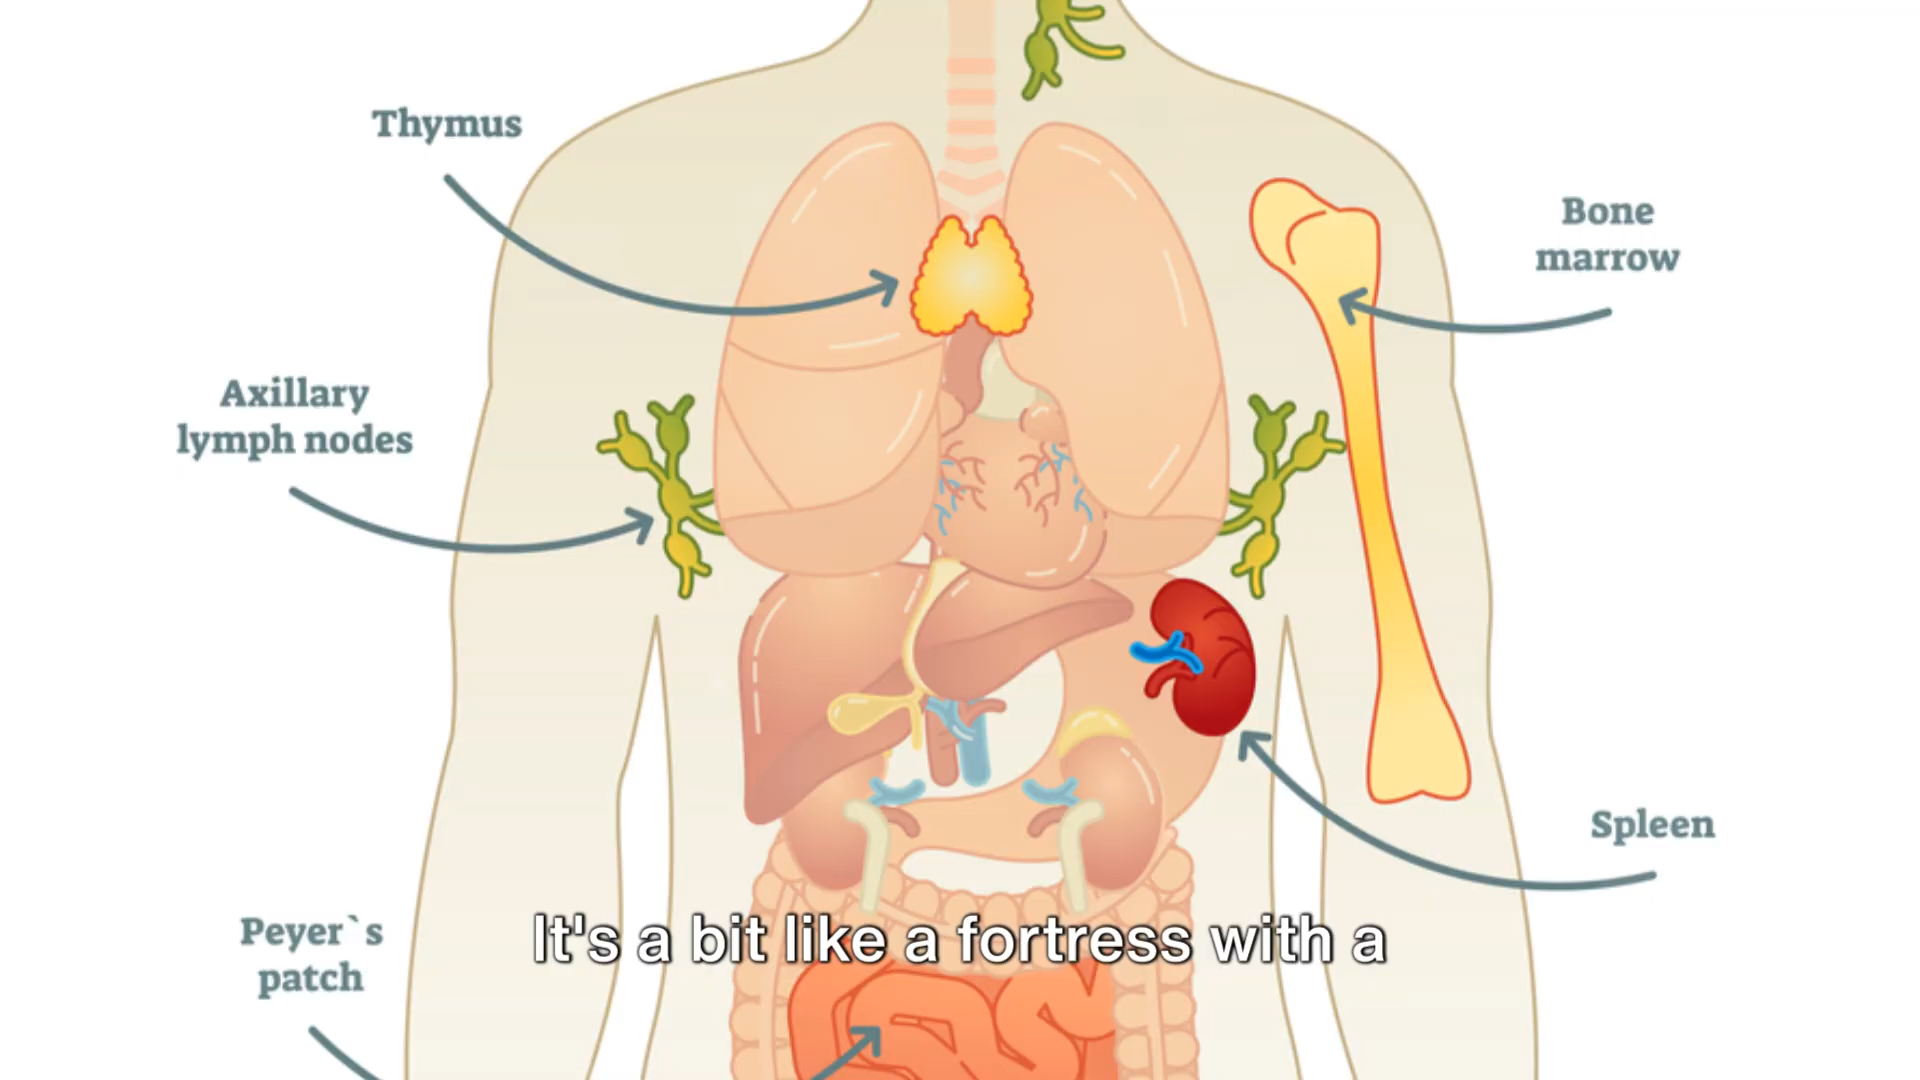 Thymus
Bone
marrow
Axillary
lymph nodes
Spleen
Peyer`s
patch
It's a bit like a fortress with a